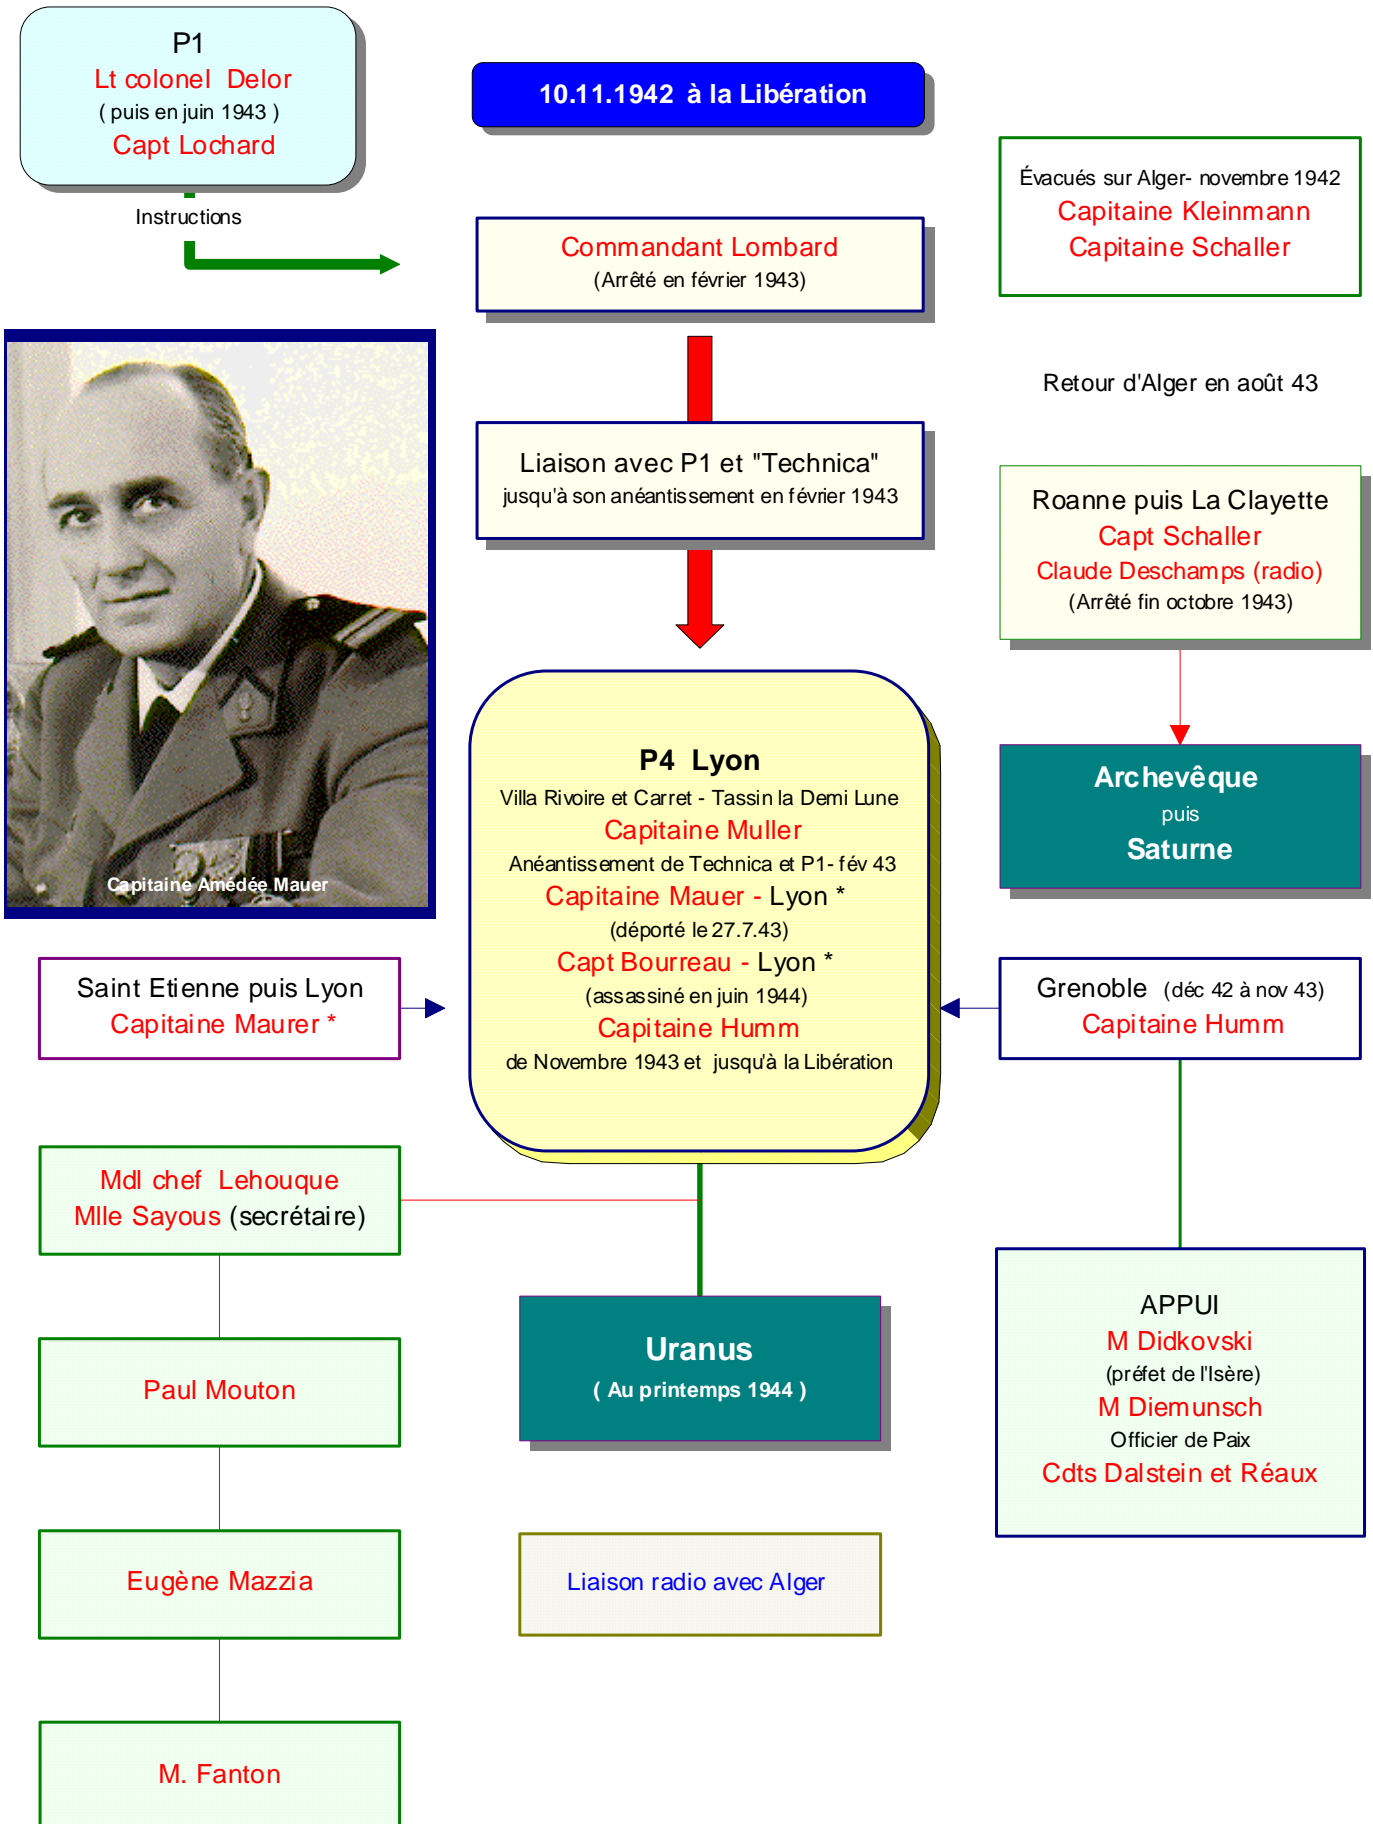 P1
Lt colonel Delor
( puis en juin 1943 )
Capt Lochard
Instructions
10.11.1942 à la Libération
Évacués sur Alger- novembre 1942
Capitaine Kleinmann
Capitaine Schaller
Commandant Lombard
(Arrêté en février 1943)
Retour d'Alger en août 43
Liaison avec P1 et "Technica"
jusqu'à son anéantissement en février 1943
Roanne puis La Clayette
Capt Schaller
Claude Deschamps (radio)
(Arrêté fin octobre 1943)
Archevêque
puis
Saturne
Capitaine Amédée Mauer
P4 Lyon
Villa Rivoire et Carret - Tassin la Demi Lune
Capitaine Muller
Anéantissement de Technica et P1- fév 43
Capitaine Mauer - Lyon *
(déporté le 27.7.43)
Capt Bourreau - Lyon *
(assassiné en juin 1944)
Capitaine Humm
de Novembre 1943 et jusqu'à la Libération
Saint Etienne puis Lyon
Capitaine Maurer *
Grenoble (déc 42 à nov 43)
Capitaine Humm
Mdl chef Lehouque
Mlle Sayous (secrétaire)
Paul Mouton
Eugène Mazzia
M. Fanton
Uranus
( Au printemps 1944 )
Liaison radio avec Alger
APPUI
M Didkovski
(préfet de l'Isère)
M Diemunsch
Officier de Paix
Cdts Dalstein et Réaux